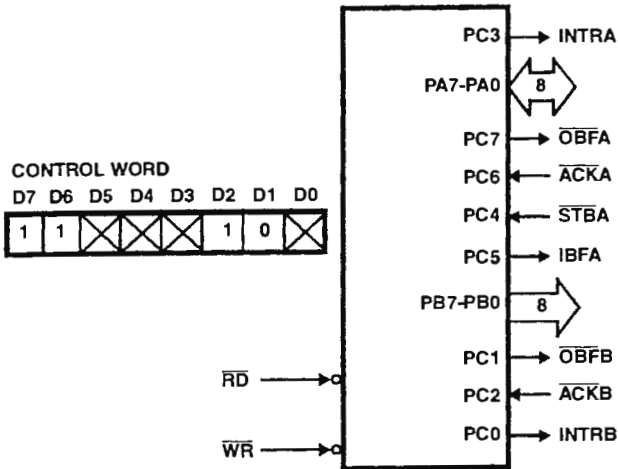 PC3 INTRA
PA7-PA0 8
PC7 OBFA
CONTROL WORD
D7 D6 D5 D4 D3 D2 D1 D0
1 1 1 0
PC6 ACKA
PC4 STBA
PC5 IBFA
PB7-PB0 8
PC1 OBFB
RD
PC2 ACKB
WR
PC0 INTRB